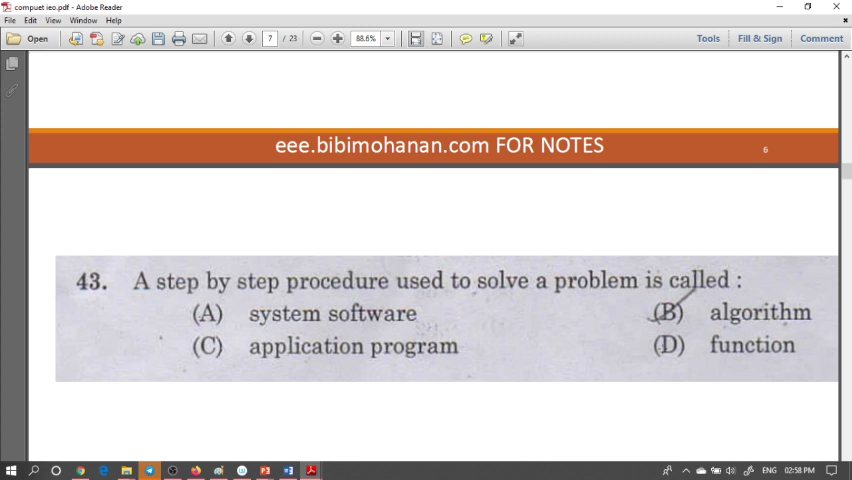 compuet ieo.pdf - Adobe Reader
File Edit View Window Help
Open 7 / 23 88.6% Tools Fill & Sign Comment
eee.bibimohanan.com FOR NOTES 6
43. A step by step procedure used to solve a problem is called :
(A) system software (B) algorithm
(C) application program (D) function
ENG 02:58 PM